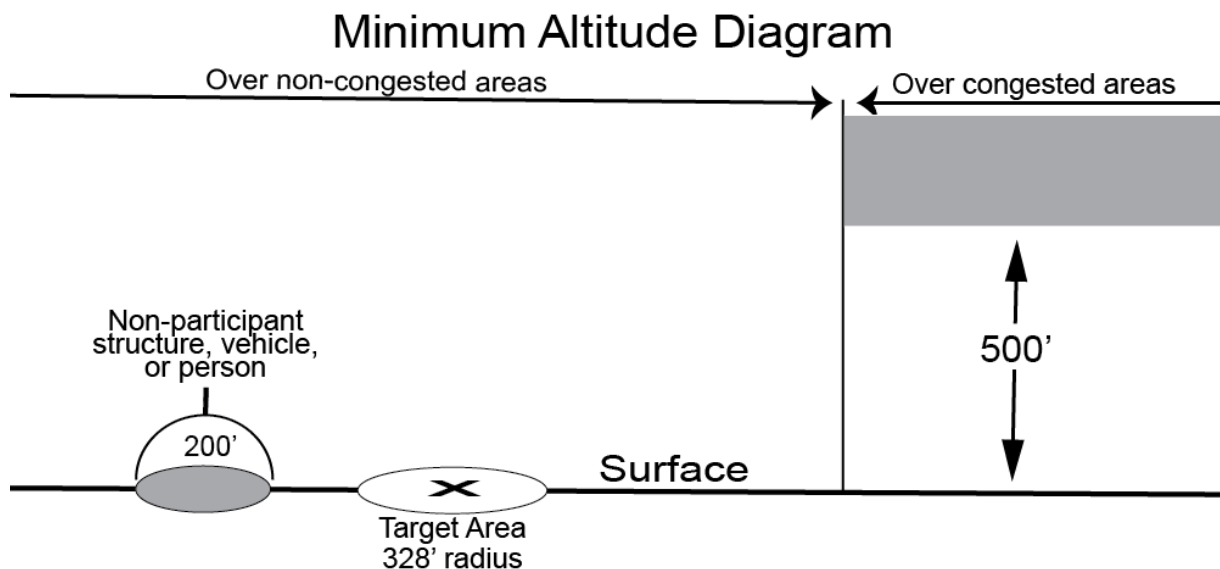 Minimum Altitude Diagram
Over non-congested areas
Over congested areas
Non-participant
structure, vehicle,
or person
200’
500’
Surface
Target Area
328’ radius